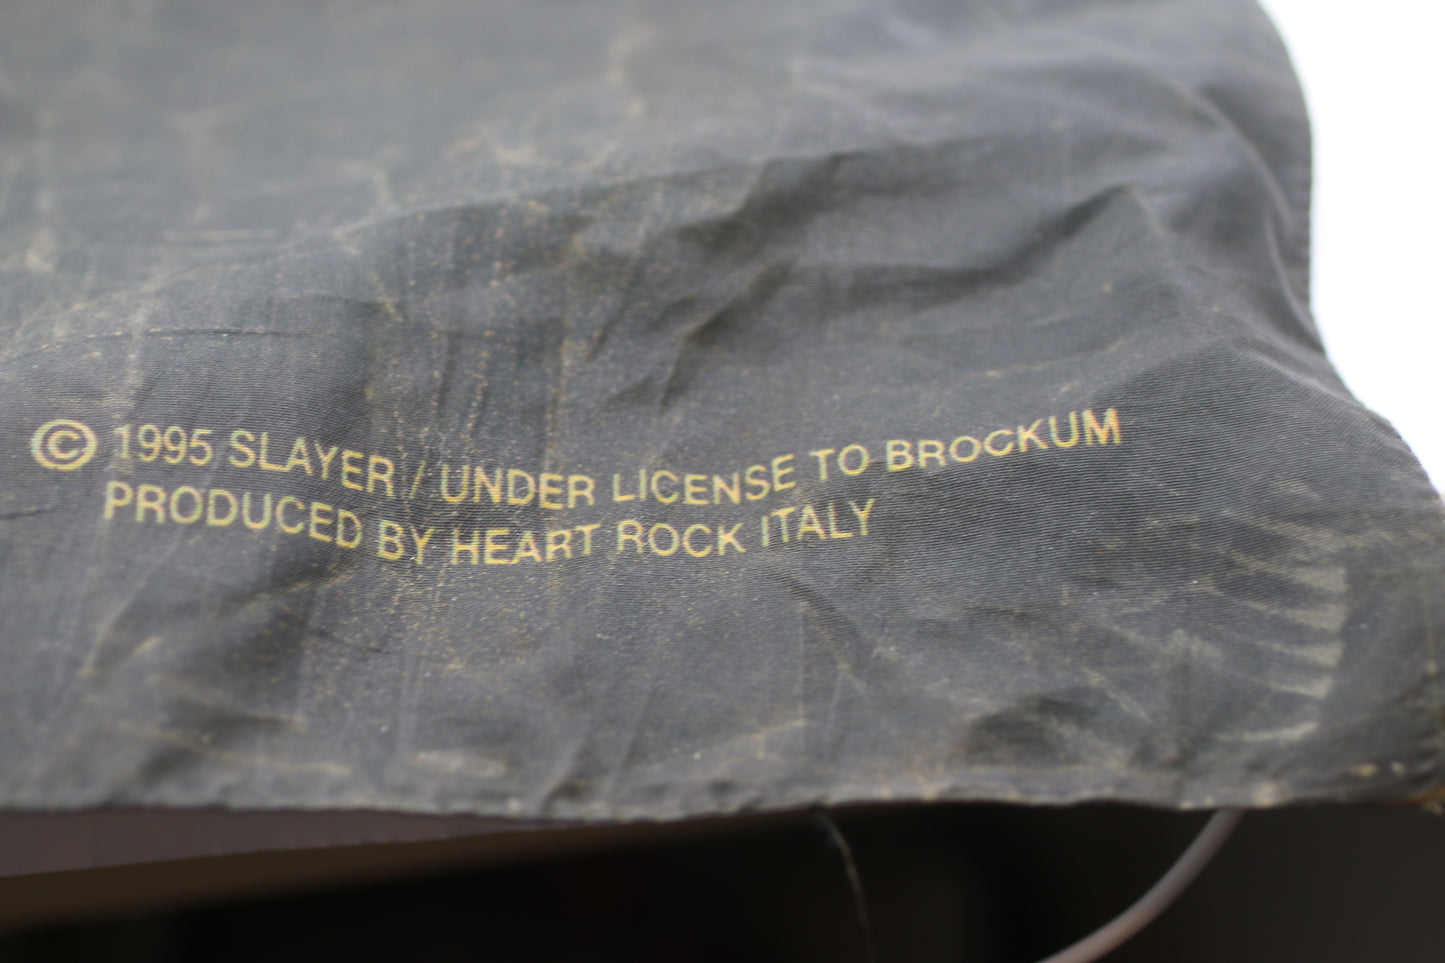 © 1995 SLAYER / UNDER LICENSE TO BROCKUM
PRODUCED BY HEART ROCK ITALY